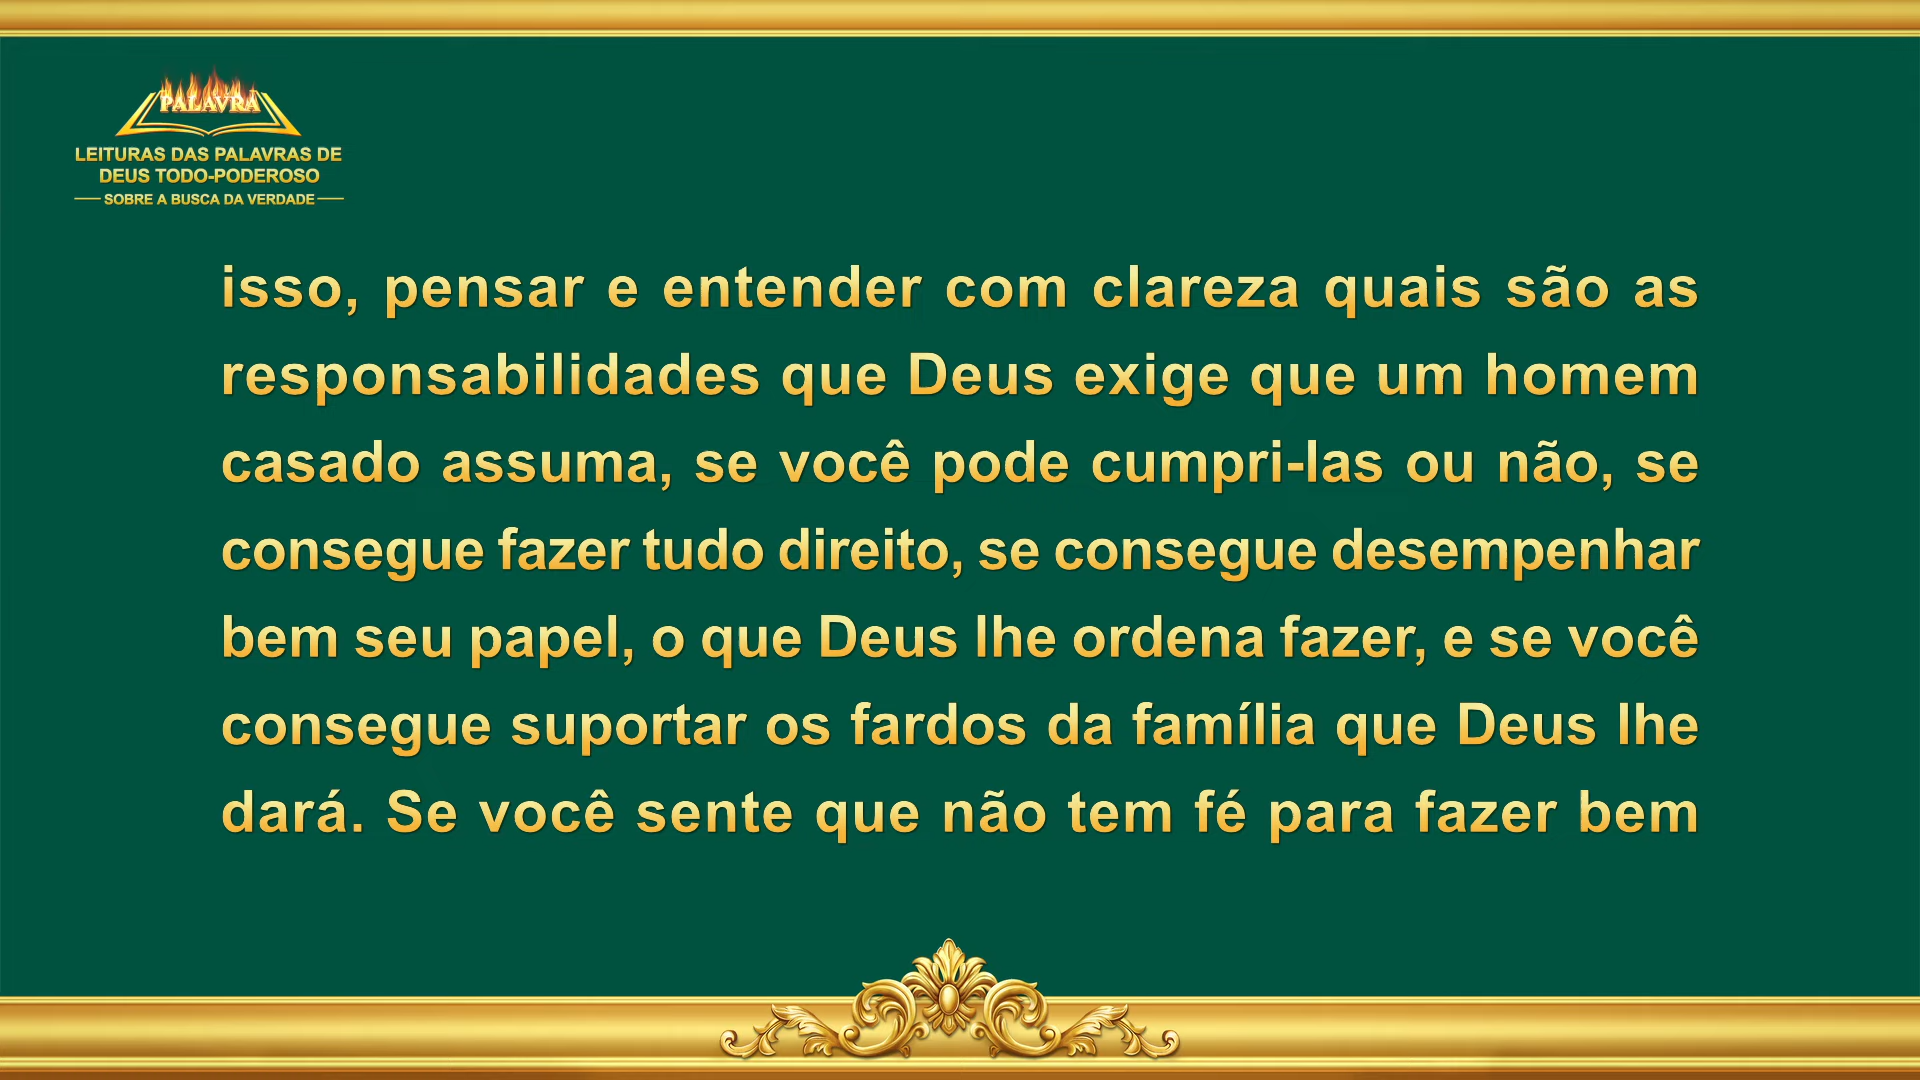 PALAVRA
LEITURAS DAS PALAVRAS DE
DEUS TODO-PODEROSO
SOBRE A BUSCA DA VERDADE
isso, pensar e entender com clareza quais são as
responsabilidades que Deus exige que um homem
casado assuma, se você pode cumpri-las ou não, se
consegue fazer tudo direito, se consegue desempenhar
bem seu papel, o que Deus lhe ordena fazer, e se você
consegue suportar os fardos da família que Deus lhe
dará. Se você sente que não tem fé para fazer bem